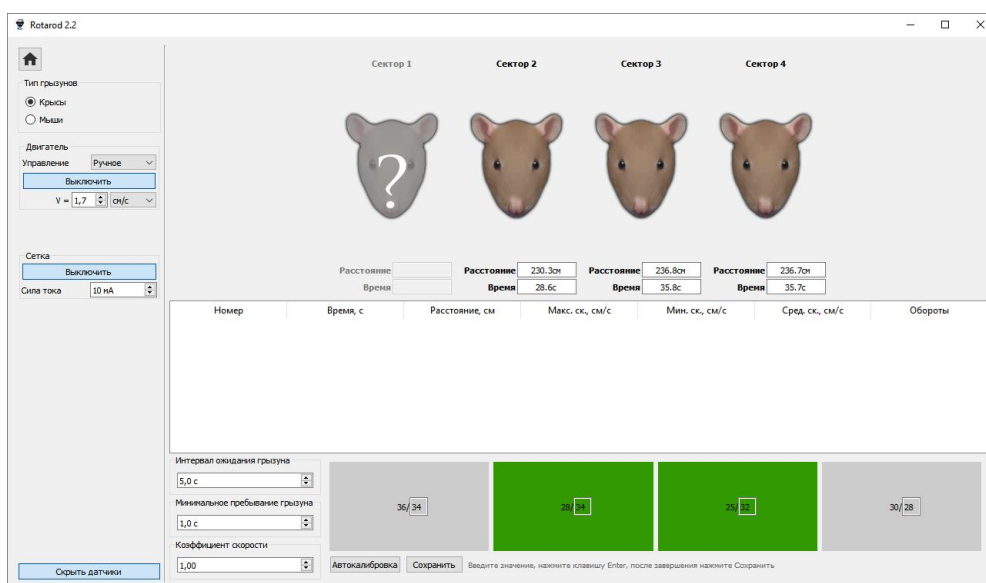 Rotarod 2.2
Тип грызунов
Крысы
Мыши
Двигатель
Управление Ручное
Выключить
V = 1,7 см/с
Сетка
Выключить
Сила тока 10 мА
Скрыть датчики
Сектор 1 Сектор 2 Сектор 3 Сектор 4
?
Расстояние Расстояние 230.3см Расстояние 236.8см Расстояние 236.7см
Время Время 28.6с Время 35.8с Время 35.7с
Номер Время, с Расстояние, см Макс. ск., см/с Мин. ск., см/с Сред. ск., см/с Обороты
Интервал ожидания грызуна
5,0 с
Минимальное пребывание грызуна
1,0 с
Коэффициент скорости
1,00
36/34 28/34 25/32 30/28
Автокалибровка Сохранить Введите значение, нажмите клавишу Enter, после завершения нажмите Сохранить